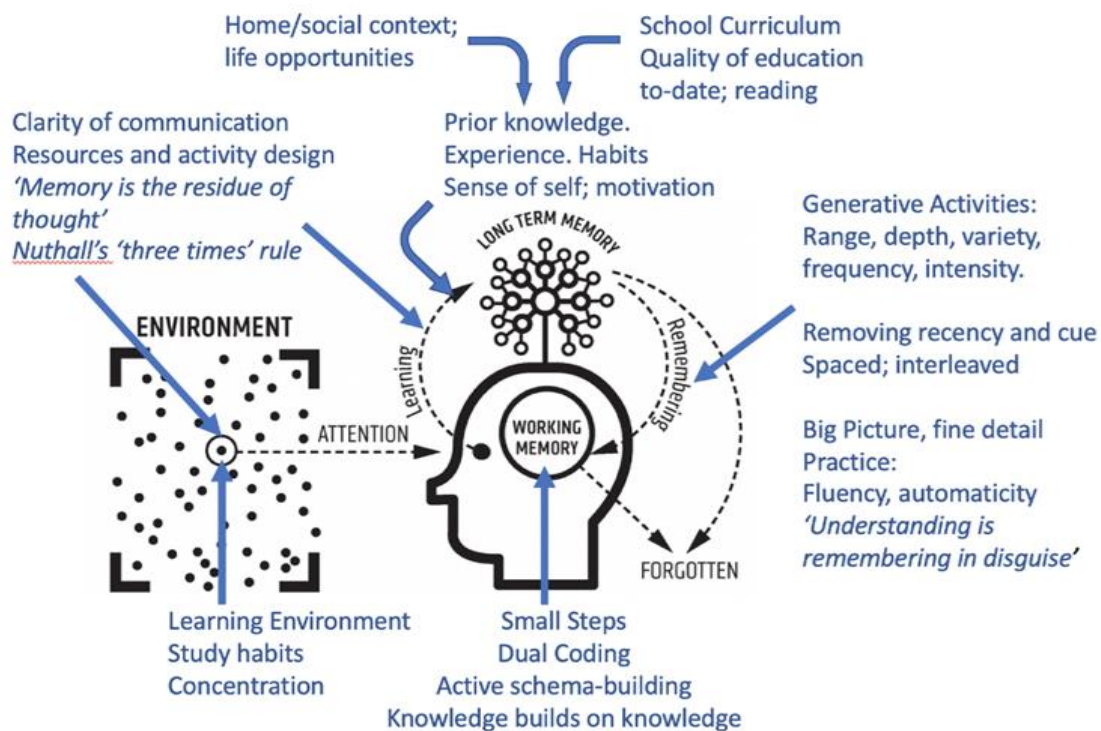 Home/social context;
life opportunities
School Curriculum
Quality of education
to-date; reading
Clarity of communication
Resources and activity design
‘Memory is the residue of
thought’
Nuthall’s ‘three times’ rule
Prior knowledge.
Experience. Habits
Sense of self; motivation
Generative Activities:
Range, depth, variety,
frequency, intensity.
Removing recency and cue
Spaced; interleaved
Big Picture, fine detail
Practice:
Fluency, automaticity
‘Understanding is
remembering in disguise’
LONG TERM MEMORY
ENVIRONMENT
Learning
Remembering
ATTENTION
WORKING
MEMORY
FORGOTTEN
Learning Environment
Study habits
Concentration
Small Steps
Dual Coding
Active schema-building
Knowledge builds on knowledge